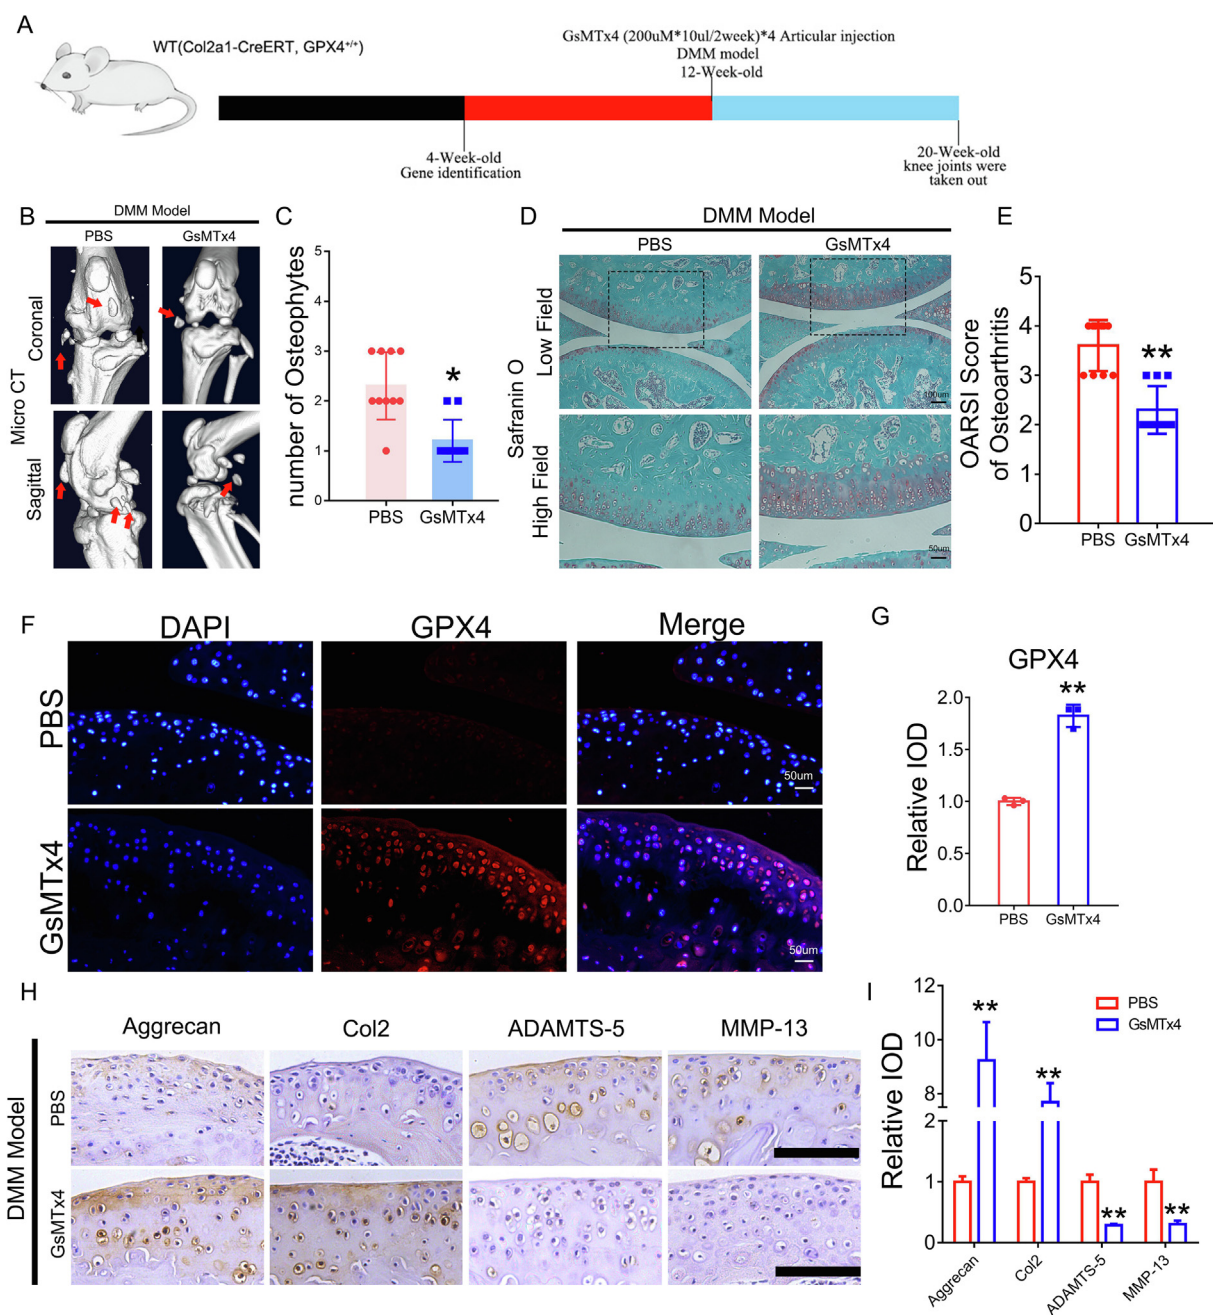 A
WT(Col2a1-CreERT, GPX4+/+)
GsMTx4 (200uM*10ul/2week)*4 Articular injection
DMM model
12-Week-old
4-Week-old
Gene identification
20-Week-old
knee joints were
taken out
B
DMM Model
PBS
GsMTx4
Micro CT
Coronal
Sagittal
C
number of Osteophytes
5
4
3
2
1
0
*
PBS
GsMTx4
D
DMM Model
PBS
GsMTx4
Safranin O
Low Field
High Field
100um
50um
E
OARSI Score
of Osteoarthritis
5
4
3
2
1
0
**
PBS
GsMTx4
F
DAPI
GPX4
Merge
PBS
GsMTx4
50um
50um
G
GPX4
Relative IOD
2.0
1.5
1.0
0.5
0.0
**
PBS
GsMTx4
H
Aggrecan
Col2
ADAMTS-5
MMP-13
DMM Model
PBS
GsMTx4
I
Relative IOD
12
10
8
2
1
0
PBS
GsMTx4
**
**
**
**
Aggrecan
Col2
ADAMTS-5
MMP-13